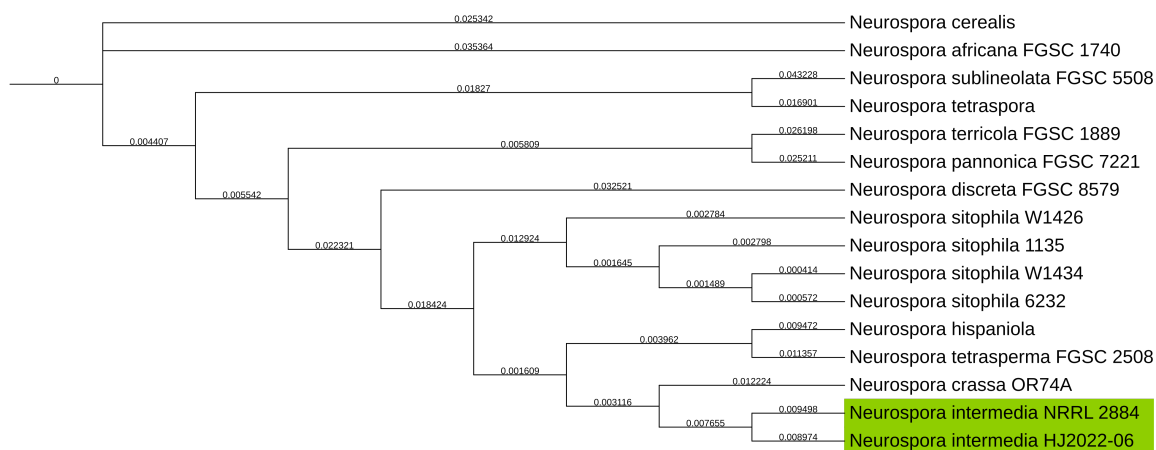 0.025342 Neurospora cerealis
0.035364 Neurospora africana FGSC 1740
0
0.043228 Neurospora sublineolata FGSC 5508
0.01827
0.016901 Neurospora tetraspora
0.026198 Neurospora terricola FGSC 1889
0.004407
0.005809
0.025211 Neurospora pannonica FGSC 7221
0.032521 Neurospora discreta FGSC 8579
0.005542
0.002784 Neurospora sitophila W1426
0.012924
0.022321
0.002798 Neurospora sitophila 1135
0.001645
0.000414 Neurospora sitophila W1434
0.001489
0.000572 Neurospora sitophila 6232
0.018424
0.009472 Neurospora hispaniola
0.003962
0.011357 Neurospora tetrasperma FGSC 2508
0.001609
0.012224 Neurospora crassa OR74A
0.003116
0.009498 Neurospora intermedia NRRL 2884
0.007655
0.008974 Neurospora intermedia HJ2022-06